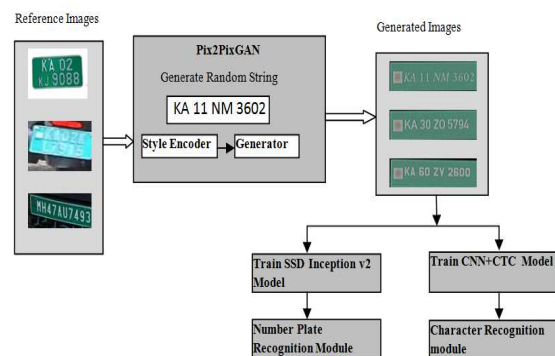 Reference Images
KA 02
KJ 9088
MH47AU7493
Pix2PixGAN
Generate Random String
KA 11 NM 3602
Style Encoder
Generator
Generated Images
KA 11 NM 3602
KA 30 ZO 5794
KA 60 ZV 2600
Train SSD Inception v2
Model
Train CNN+CTC Model
Number Plate
Recognition Module
Character Recognition
module